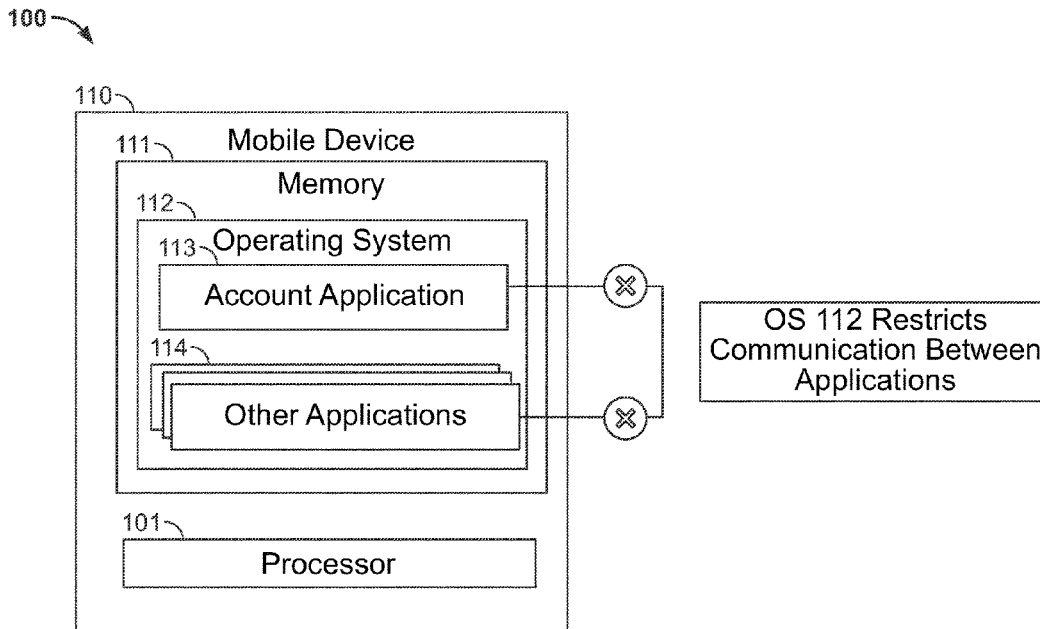 100
110
Mobile Device
111
Memory
112
Operating System
113
Account Application
114
Other Applications
OS 112 Restricts
Communication Between
Applications
101
Processor